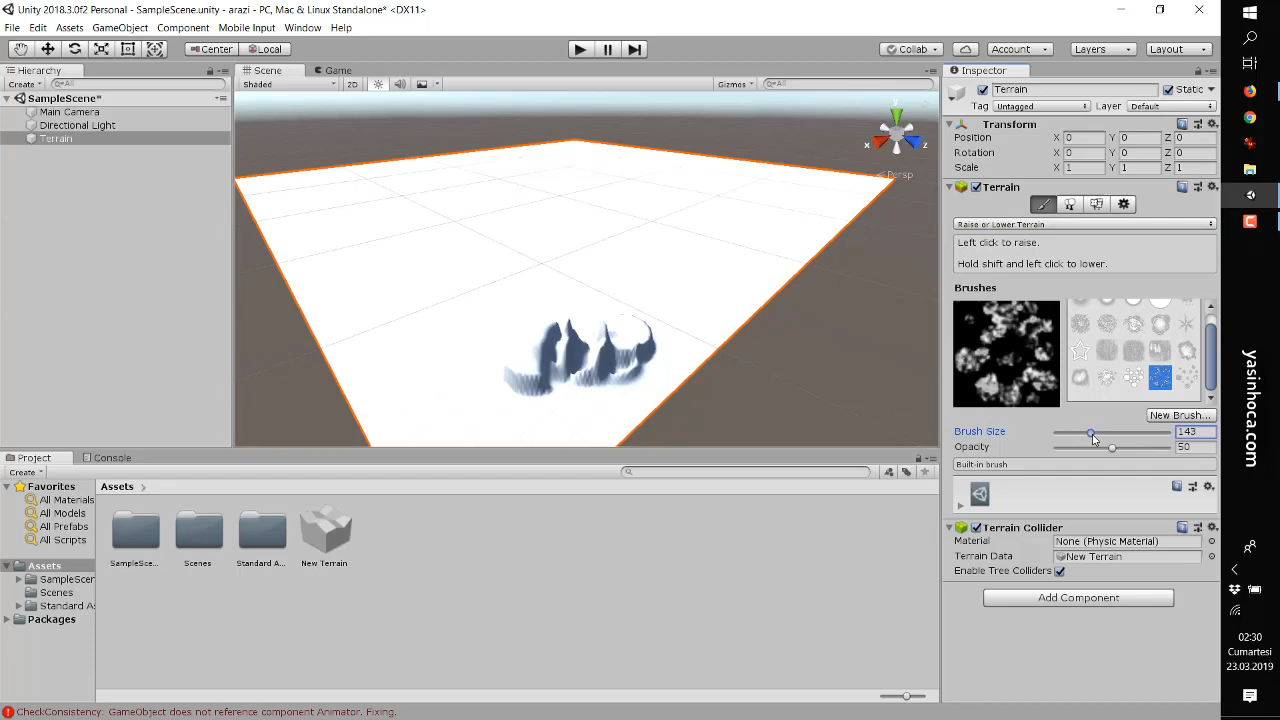 Unity 2018.3.0f2 Personal - SampleScene.unity - arazi - PC, Mac & Linux Standalone* <DX11>
File Edit Assets GameObject Component Mobile Input Window Help
Center Local Collab Account Layers Layout
Hierarchy
Create All
SampleScene*
Main Camera
Directional Light
Terrain
Scene Game
Shaded 2D Gizmos All
y
x z
Persp
Inspector
Terrain Static
Tag Untagged Layer Default
Transform
Position X 0 Y 0 Z 0
Rotation X 0 Y 0 Z 0
Scale X 1 Y 1 Z 1
Terrain
Raise or Lower Terrain
Left click to raise.
Hold shift and left click to lower.
Brushes
New Brush...
Brush Size 143
Opacity 50
Built-in brush
Terrain Collider
Material None (Physic Material)
Terrain Data New Terrain
Enable Tree Colliders
Add Component
Project Console
Create
Favorites
All Materials
All Models
All Prefabs
All Scripts
Assets
SampleScer
Scenes
Standard As
Packages
Assets
SampleSce...
Scenes
Standard A...
New Terrain
CheckConsistency: GameObject does not reference component Animator. Fixing.
yasinhoca.com
02:30
Cumartesi
23.03.2019